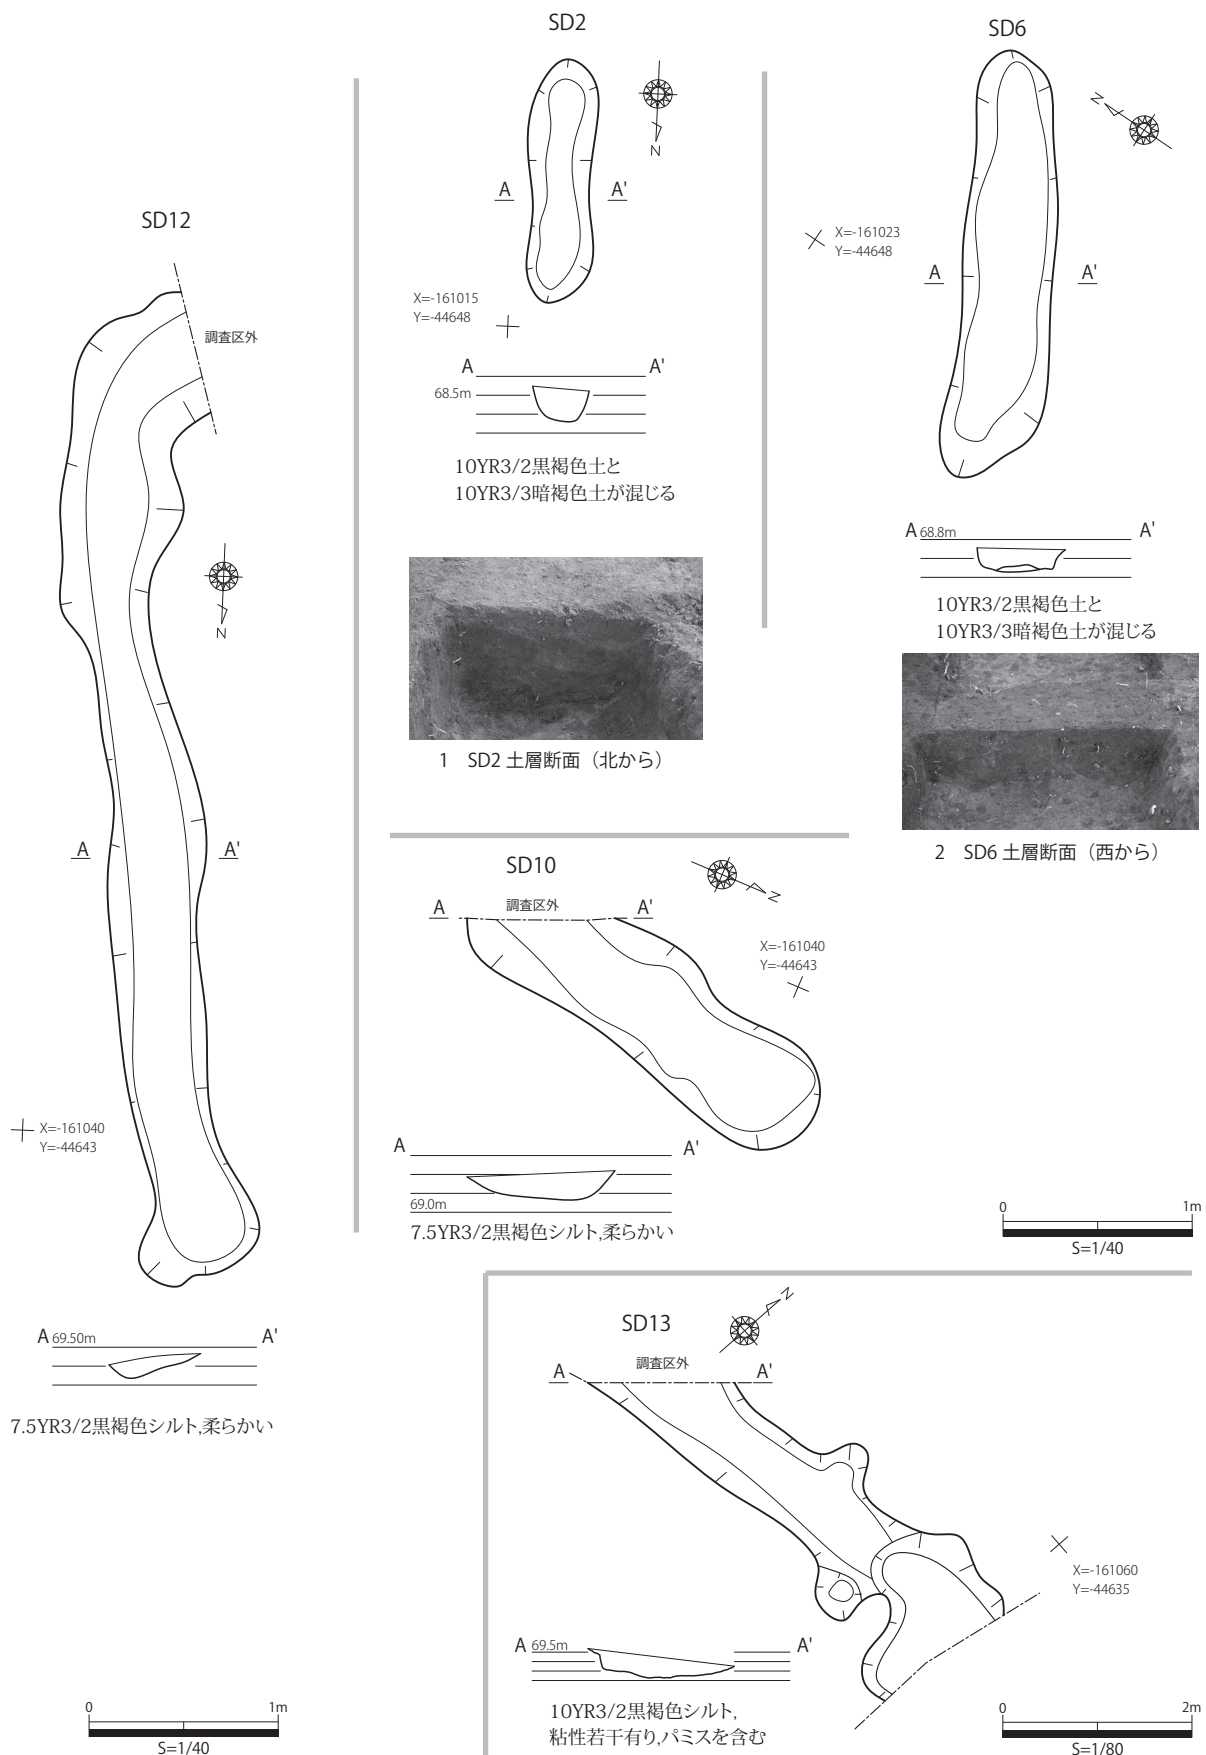 SD12
調査区外
N
A
A'
X=-161040
Y=-44643
A 69.50m A'
7.5YR3/2黒褐色シルト,柔らかい
0 1m
S=1/40
SD2
N
A
A'
X=-161015
Y=-44648
A A'
68.5m
10YR3/2黒褐色土と
10YR3/3暗褐色土が混じる
1 SD2 土層断面（北から）
SD6
N
X=-161023
Y=-44648
A
A'
A 68.8m A'
10YR3/2黒褐色土と
10YR3/3暗褐色土が混じる
2 SD6 土層断面（西から）
SD10
N
A
調査区外
A'
X=-161040
Y=-44643
A A'
69.0m
7.5YR3/2黒褐色シルト,柔らかい
0 1m
S=1/40
SD13
N
A
調査区外
A'
X=-161060
Y=-44635
A 69.5m A'
10YR3/2黒褐色シルト,
粘性若干有り,パミスを含む
0 2m
S=1/80